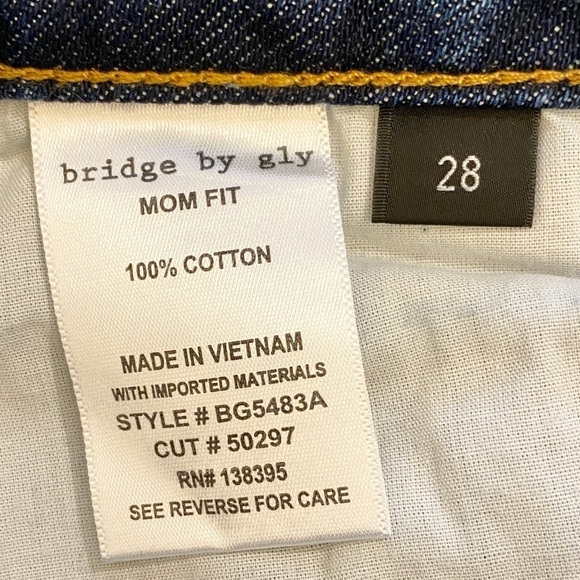 bridge by gly
MOM FIT
100% COTTON
MADE IN VIETNAM
WITH IMPORTED MATERIALS
STYLE # BG5483A
CUT # 50297
RN# 138395
SEE REVERSE FOR CARE
28